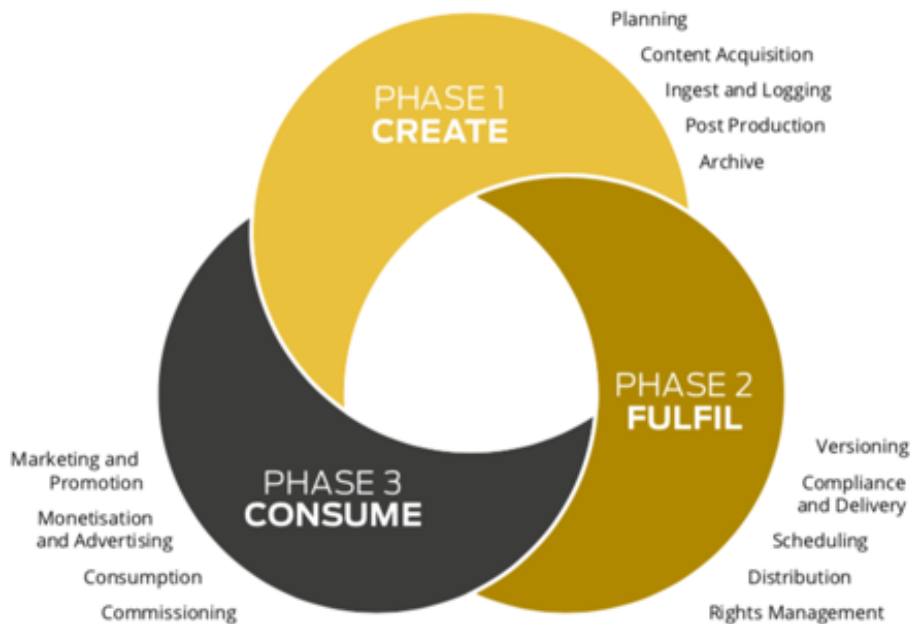 Planning
Content Acquisition
Ingest and Logging
Post Production
Archive
PHASE 1
CREATE
PHASE 2
FULFIL
Versioning
Compliance
and Delivery
Scheduling
Distribution
Rights Management
PHASE 3
CONSUME
Marketing and
Promotion
Monetisation
and Advertising
Consumption
Commissioning